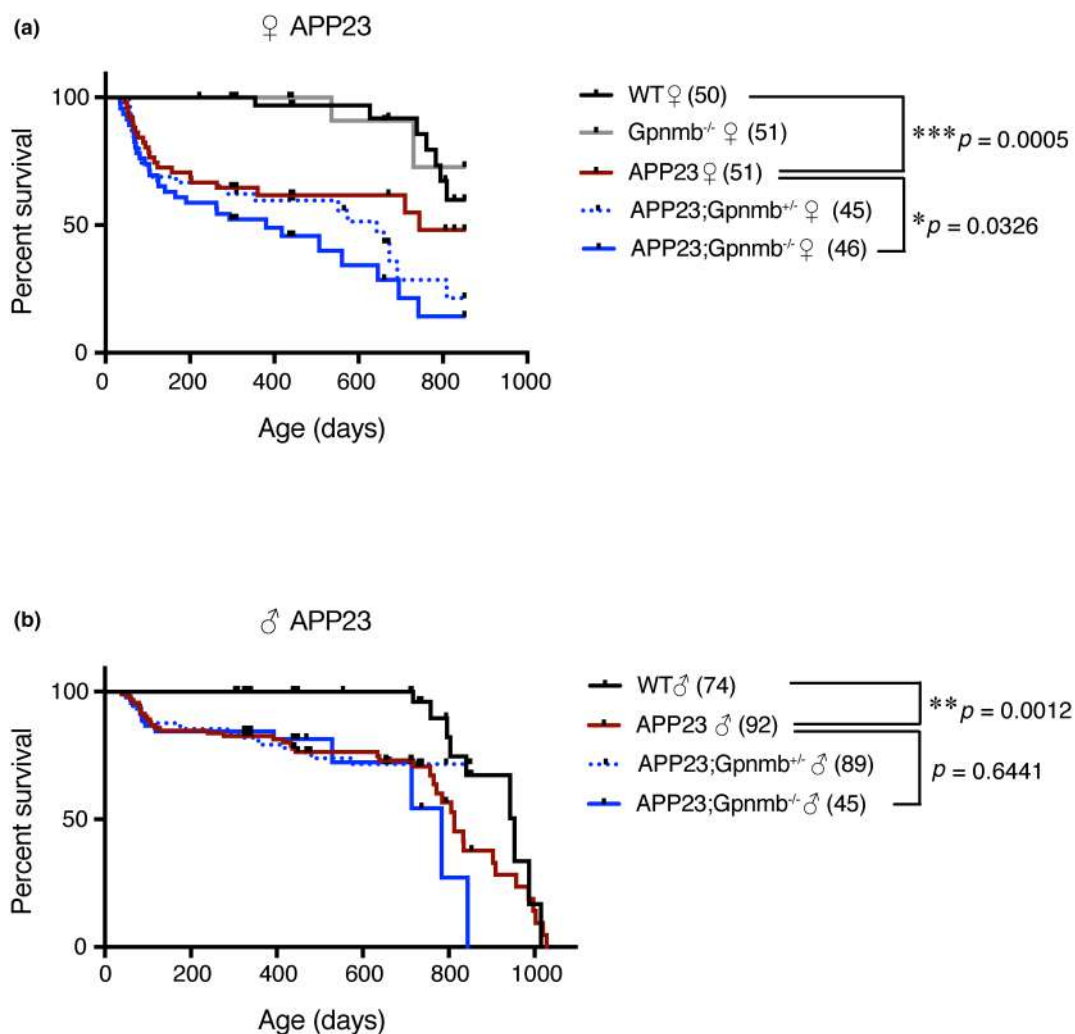 (a)
♀ APP23
Percent survival
100
50
0
0 200 400 600 800 1000
Age (days)
WT♀ (50)
Gpnmb-/- ♀ (51)
APP23♀ (51)
APP23;Gpnmb+/- ♀ (45)
APP23;Gpnmb-/- ♀ (46)
***p = 0.0005
*p = 0.0326
(b)
♂ APP23
Percent survival
100
50
0
0 200 400 600 800 1000
Age (days)
WT♂ (74)
APP23 ♂ (92)
APP23;Gpnmb+/- ♂ (89)
APP23;Gpnmb-/- ♂ (45)
**p = 0.0012
p = 0.6441